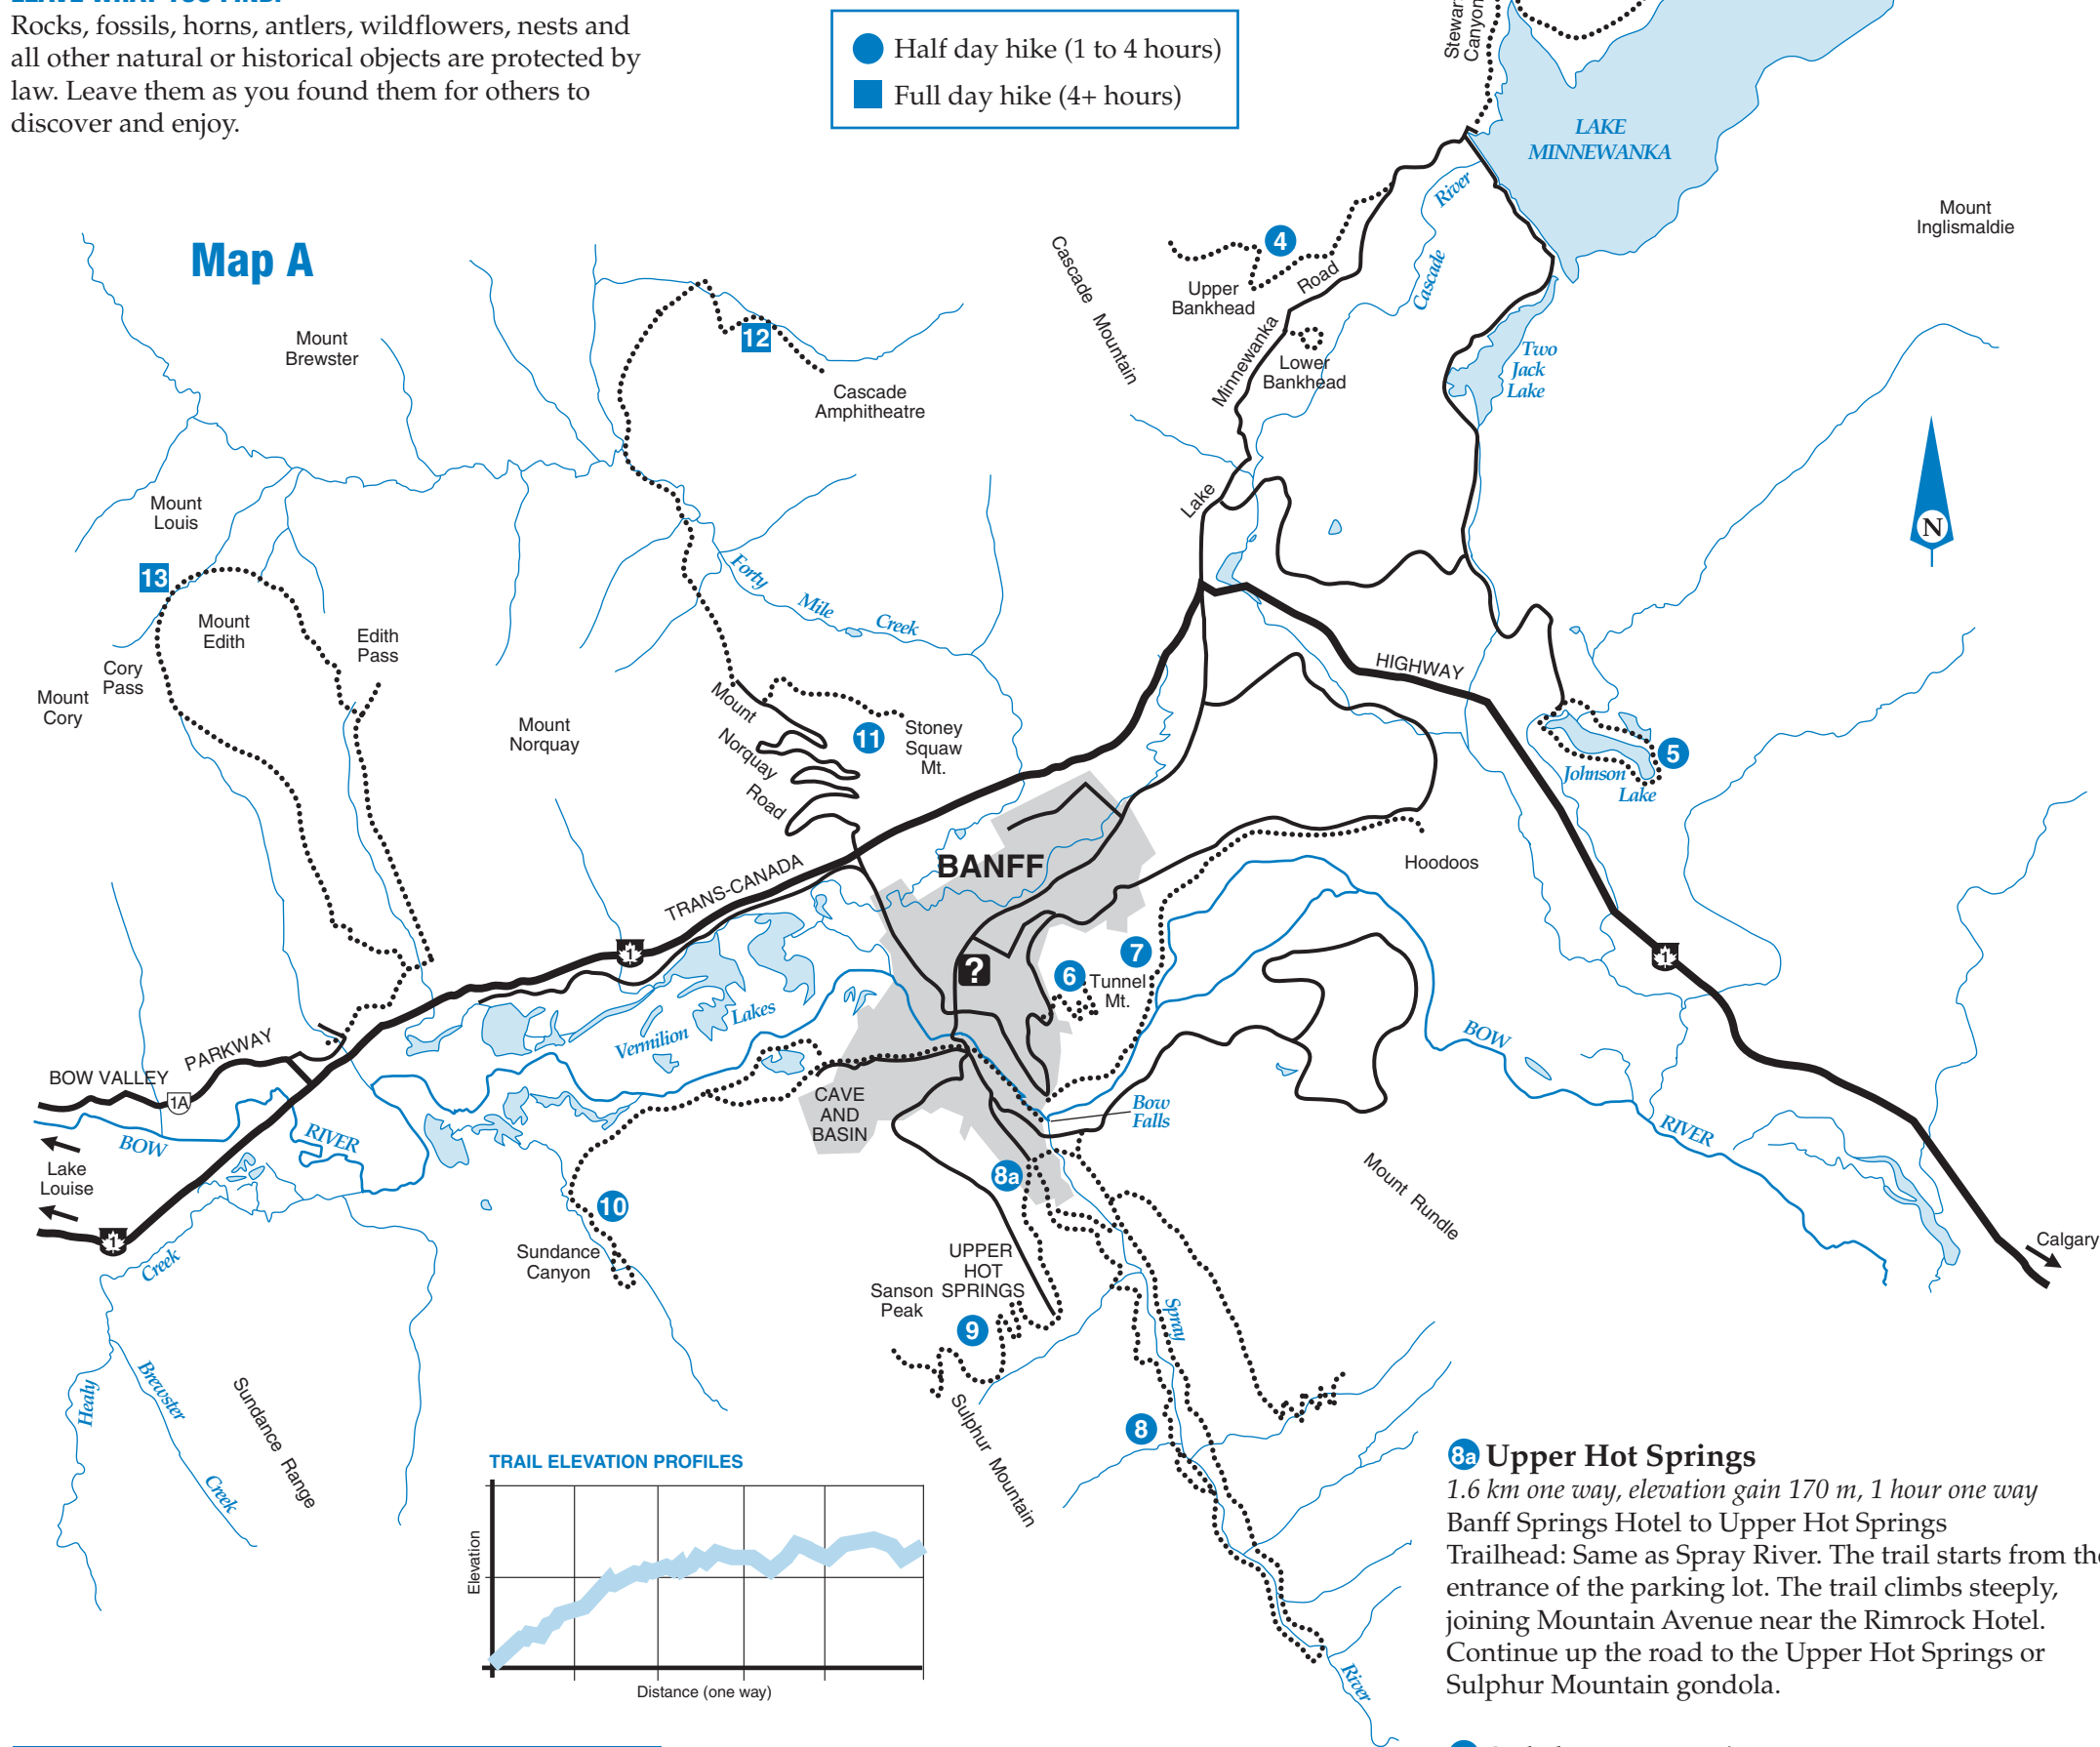 Rocks, fossils, horns, antlers, wildflowers, nests and
all other natural or historical objects are protected by
law. Leave them as you found them for others to
discover and enjoy.
Half day hike (1 to 4 hours)
Full day hike (4+ hours)
Map A
Stewart
Canyon
LAKE
MINNEWANKA
Mount
Inglismaldie
River
Cascade
4
Upper
Bankhead
Road
Minnewanka
Lake
Lower
Bankhead
Two
Jack
Lake
Cascade Mountain
Mount
Brewster
12
Cascade
Amphitheatre
Mount
Louis
13
Mount
Edith
Edith
Pass
Cory
Pass
Mount
Cory
Mount
Norquay
Forty
Mile
Creek
N
HIGHWAY
Mount
Norquay
Road
11
Stoney
Squaw
Mt.
5
Johnson
Lake
BANFF
TRANS-CANADA
Hoodoos
1
1
?
7
6
Tunnel
Mt.
Vermilion
Lakes
BOW
RIVER
BOW VALLEY
PARKWAY
1A
BOW
RIVER
Lake
Louise
1
CAVE
AND
BASIN
Bow
Falls
8a
Mount Rundle
10
Sundance
Canyon
UPPER
HOT
SPRINGS
Sanson
Peak
9
Calgary
Creek
Healy
Brewster
Creek
Sundance Range
Spray
8
Sulphur Mountain
River
TRAIL ELEVATION PROFILES
Elevation
Distance (one way)
8a Upper Hot Springs
1.6 km one way, elevation gain 170 m, 1 hour one way
Banff Springs Hotel to Upper Hot Springs
Trailhead: Same as Spray River. The trail starts from the
entrance of the parking lot. The trail climbs steeply,
joining Mountain Avenue near the Rimrock Hotel.
Continue up the road to the Upper Hot Springs or
Sulphur Mountain gondola.